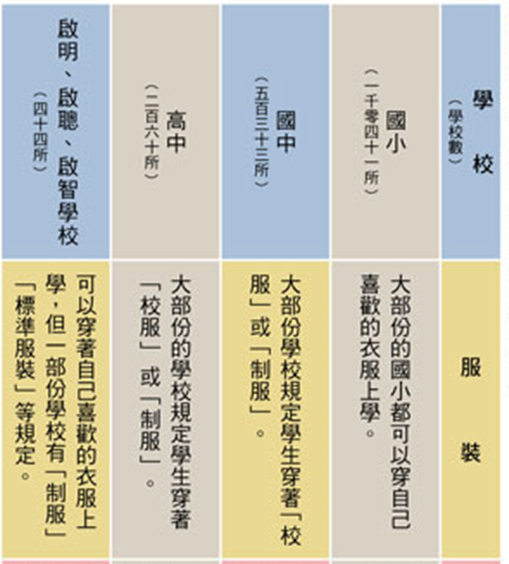 學校
（學校數）
服裝
國小
（一千零四十一所）
大部份的國小都可以穿自己
喜歡的衣服上學。
國中
（五百三十三所）
大部份學校規定學生穿著「校
服」或「制服」。
高中
（二百六十所）
大部份的學校規定學生穿著
「校服」或「制服」。
啟明、啟聰、啟智學校
（四十四所）
可以穿著自己喜歡的衣服上
學，但一部份學校有「制服」
「標準服裝」等規定。